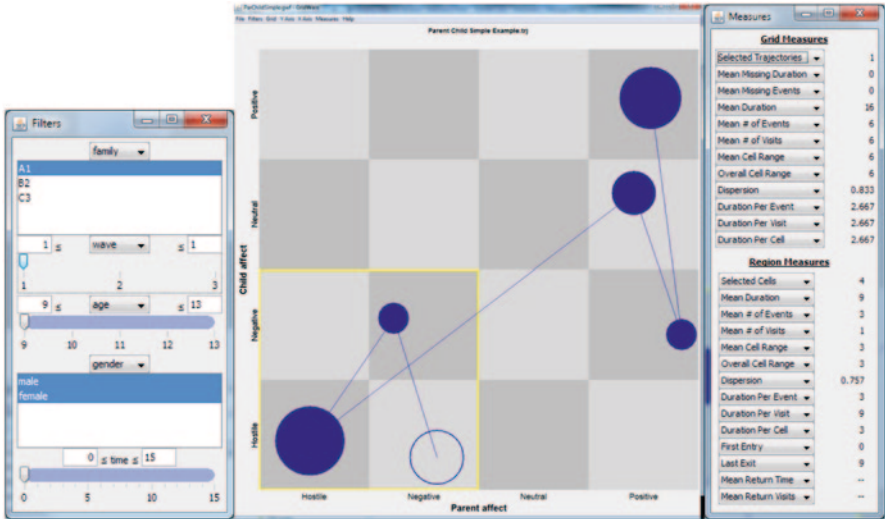 Filters
family
A1
B2
C3
1 ≤ wave ≤ 1
1 2 3
9 ≤ age ≤ 13
9 10 11 12 13
gender
male
female
0 ≤ time ≤ 15
0 5 10 15
File Filters Grid Y Axis X Axis Measures Help
Parent Child Simple Example.trj
Child affect
Positive
Neutral
Negative
Hostile
Hostile Negative Neutral Positive
Parent affect
Measures
Grid Measures
Selected Trajectories 1
Mean Missing Duration 0
Mean Missing Events 0
Mean Duration 16
Mean # of Events 6
Mean # of Visits 6
Mean Cell Range 6
Overall Cell Range 6
Dispersion 0.833
Duration Per Event 2.667
Duration Per Visit 2.667
Duration Per Cell 2.667
Region Measures
Selected Cells 4
Mean Duration 9
Mean # of Events 3
Mean # of Visits 1
Mean Cell Range 3
Overall Cell Range 3
Dispersion 0.757
Duration Per Event 3
Duration Per Visit 9
Duration Per Cell 3
First Entry 0
Last Exit 9
Mean Return Time --
Mean Return Visits --